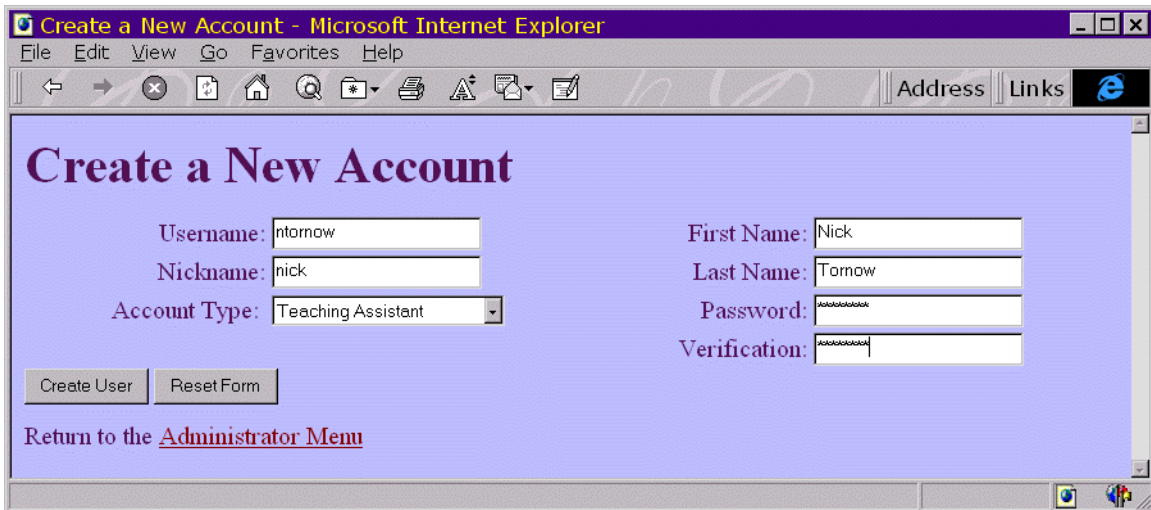 Create a New Account - Microsoft Internet Explorer
File Edit View Go Favorites Help
Address Links
Create a New Account
Username: ntornow First Name: Nick
Nickname: nick Last Name: Tornow
Account Type: Teaching Assistant Password: *********
Verification: *********
Create User Reset Form
Return to the Administrator Menu